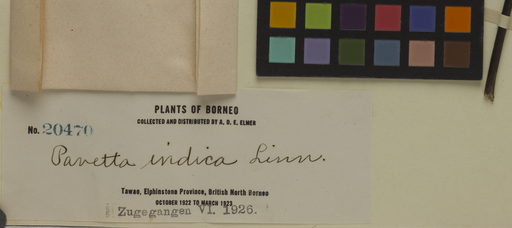 PLANTS OF BORNEO
COLLECTED AND DISTRIBUTED BY A. D. E. ELMER
No. 20470
Pavetta indica Linn.
Tawao, Elphinstone Province, British North Borneo
OCTOBER 1922 TO MARCH 1923
Zugegangen VI. 1926.